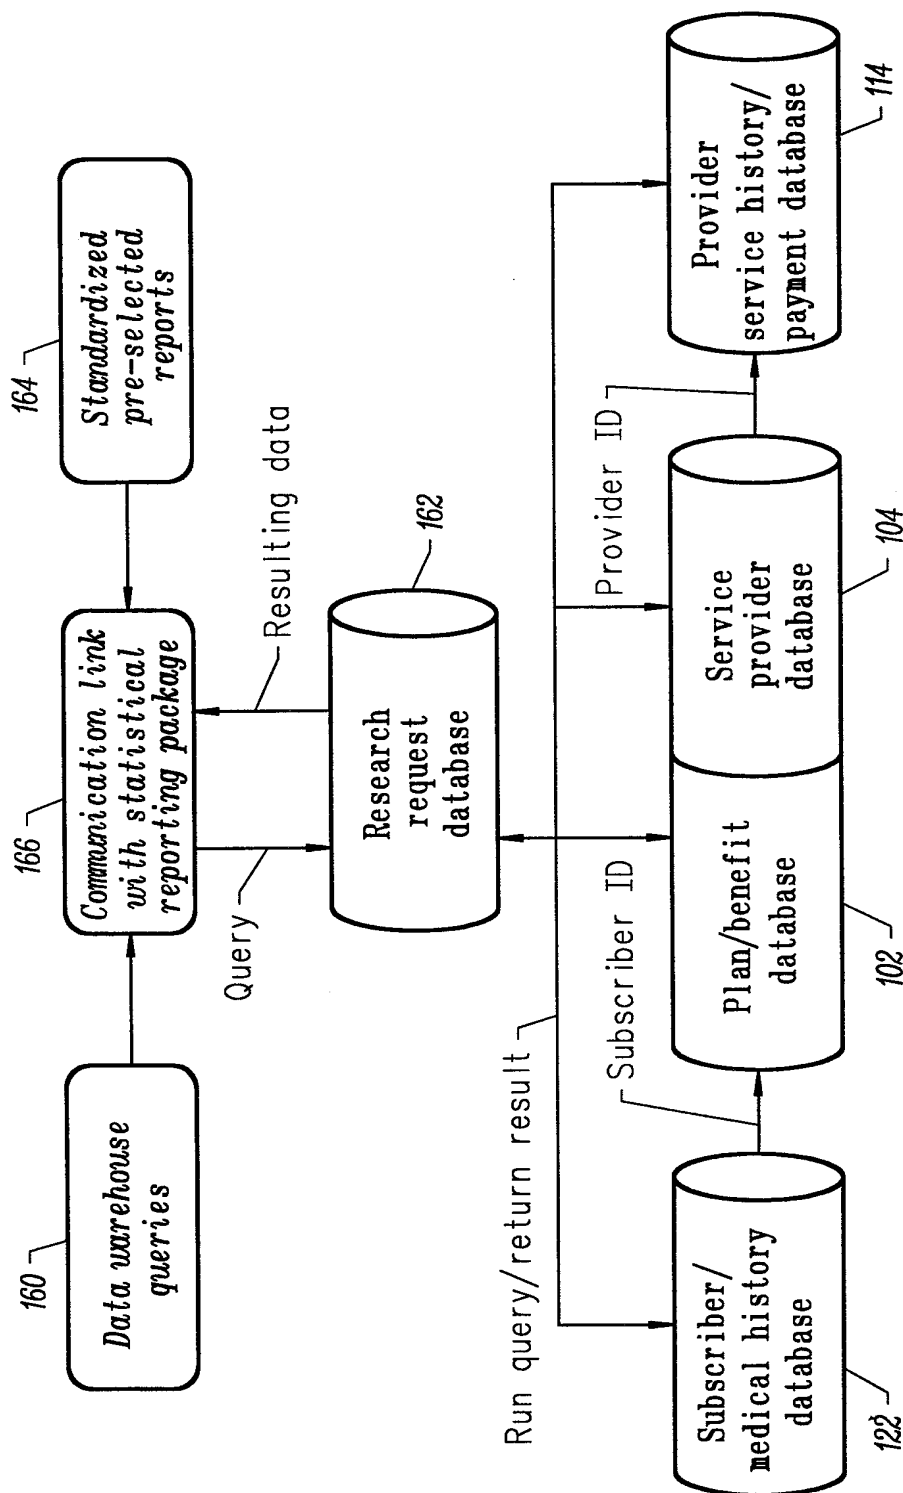 160
Data warehouse
queries
166
Communication link
with statistical
reporting package
164
Standardized
pre-selected
reports
Query
Resulting data
162
Research
request
database
Run query/return result
Subscriber ID
Provider ID
Subscriber/
medical history
database
122
Plan/benefit
database
102
Service
provider
database
104
Provider
service history/
payment database
114